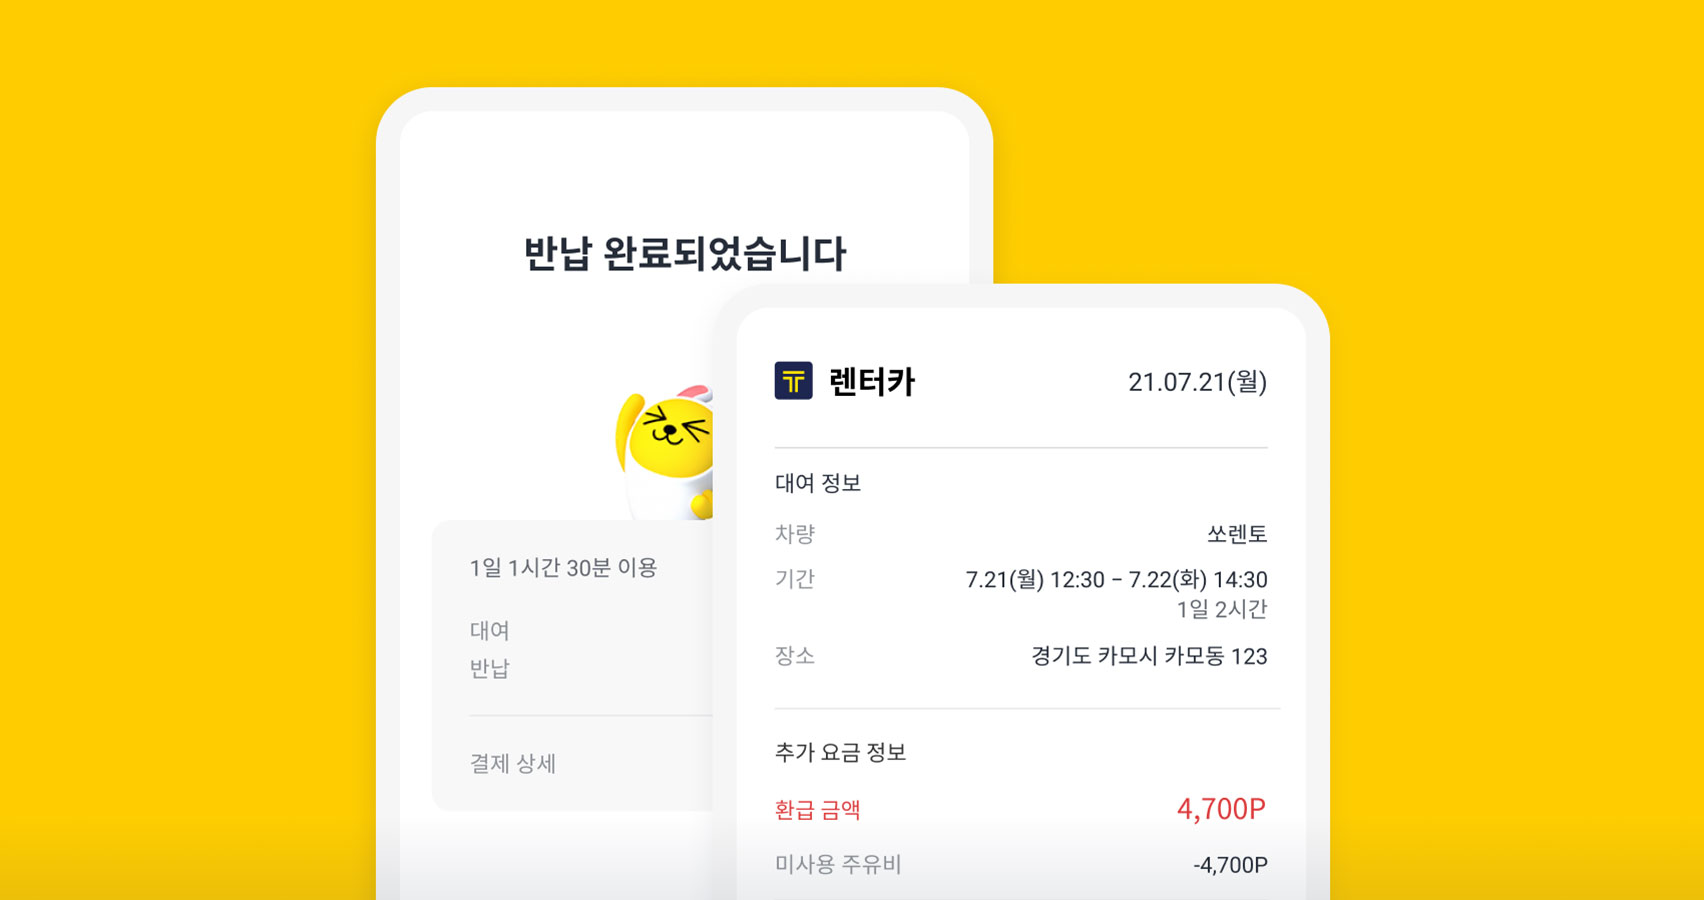 반납 완료되었습니다
1일 1시간 30분 이용
대여
반납
결제 상세
T 렌터카 21.07.21(월)
대여 정보
차량 쏘렌토
기간 7.21(월) 12:30 – 7.22(화) 14:30
1일 2시간
장소 경기도 카모시 카모동 123
추가 요금 정보
환급 금액 4,700P
미사용 주유비 -4,700P